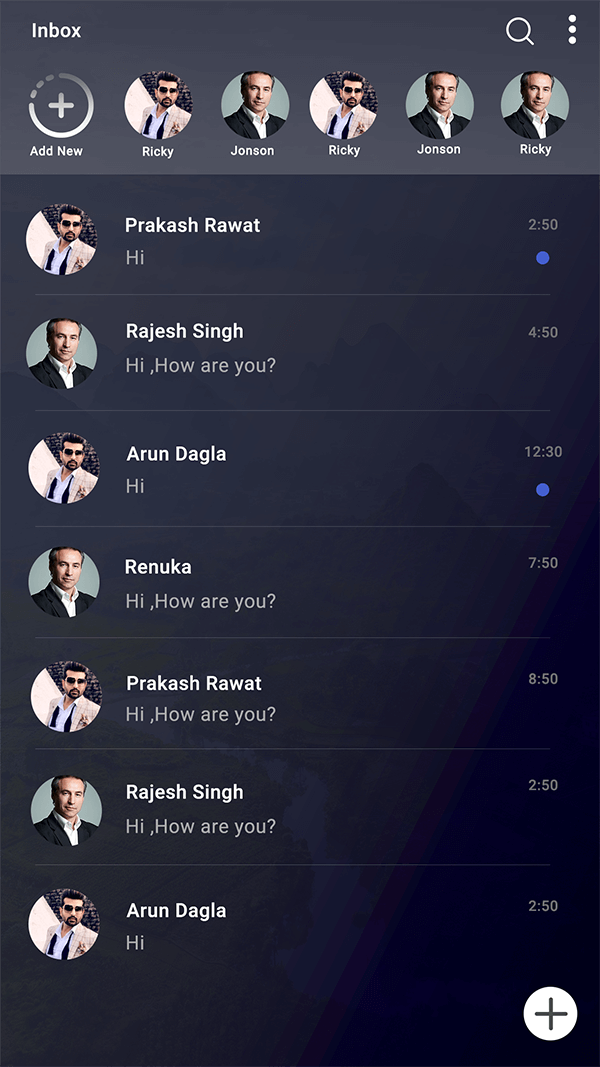 Inbox
Add New
Ricky
Jonson
Ricky
Jonson
Ricky
Prakash Rawat
2:50
Hi
Rajesh Singh
4:50
Hi ,How are you?
Arun Dagla
12:30
Hi
Renuka
7:50
Hi ,How are you?
Prakash Rawat
8:50
Hi ,How are you?
Rajesh Singh
2:50
Hi ,How are you?
Arun Dagla
2:50
Hi